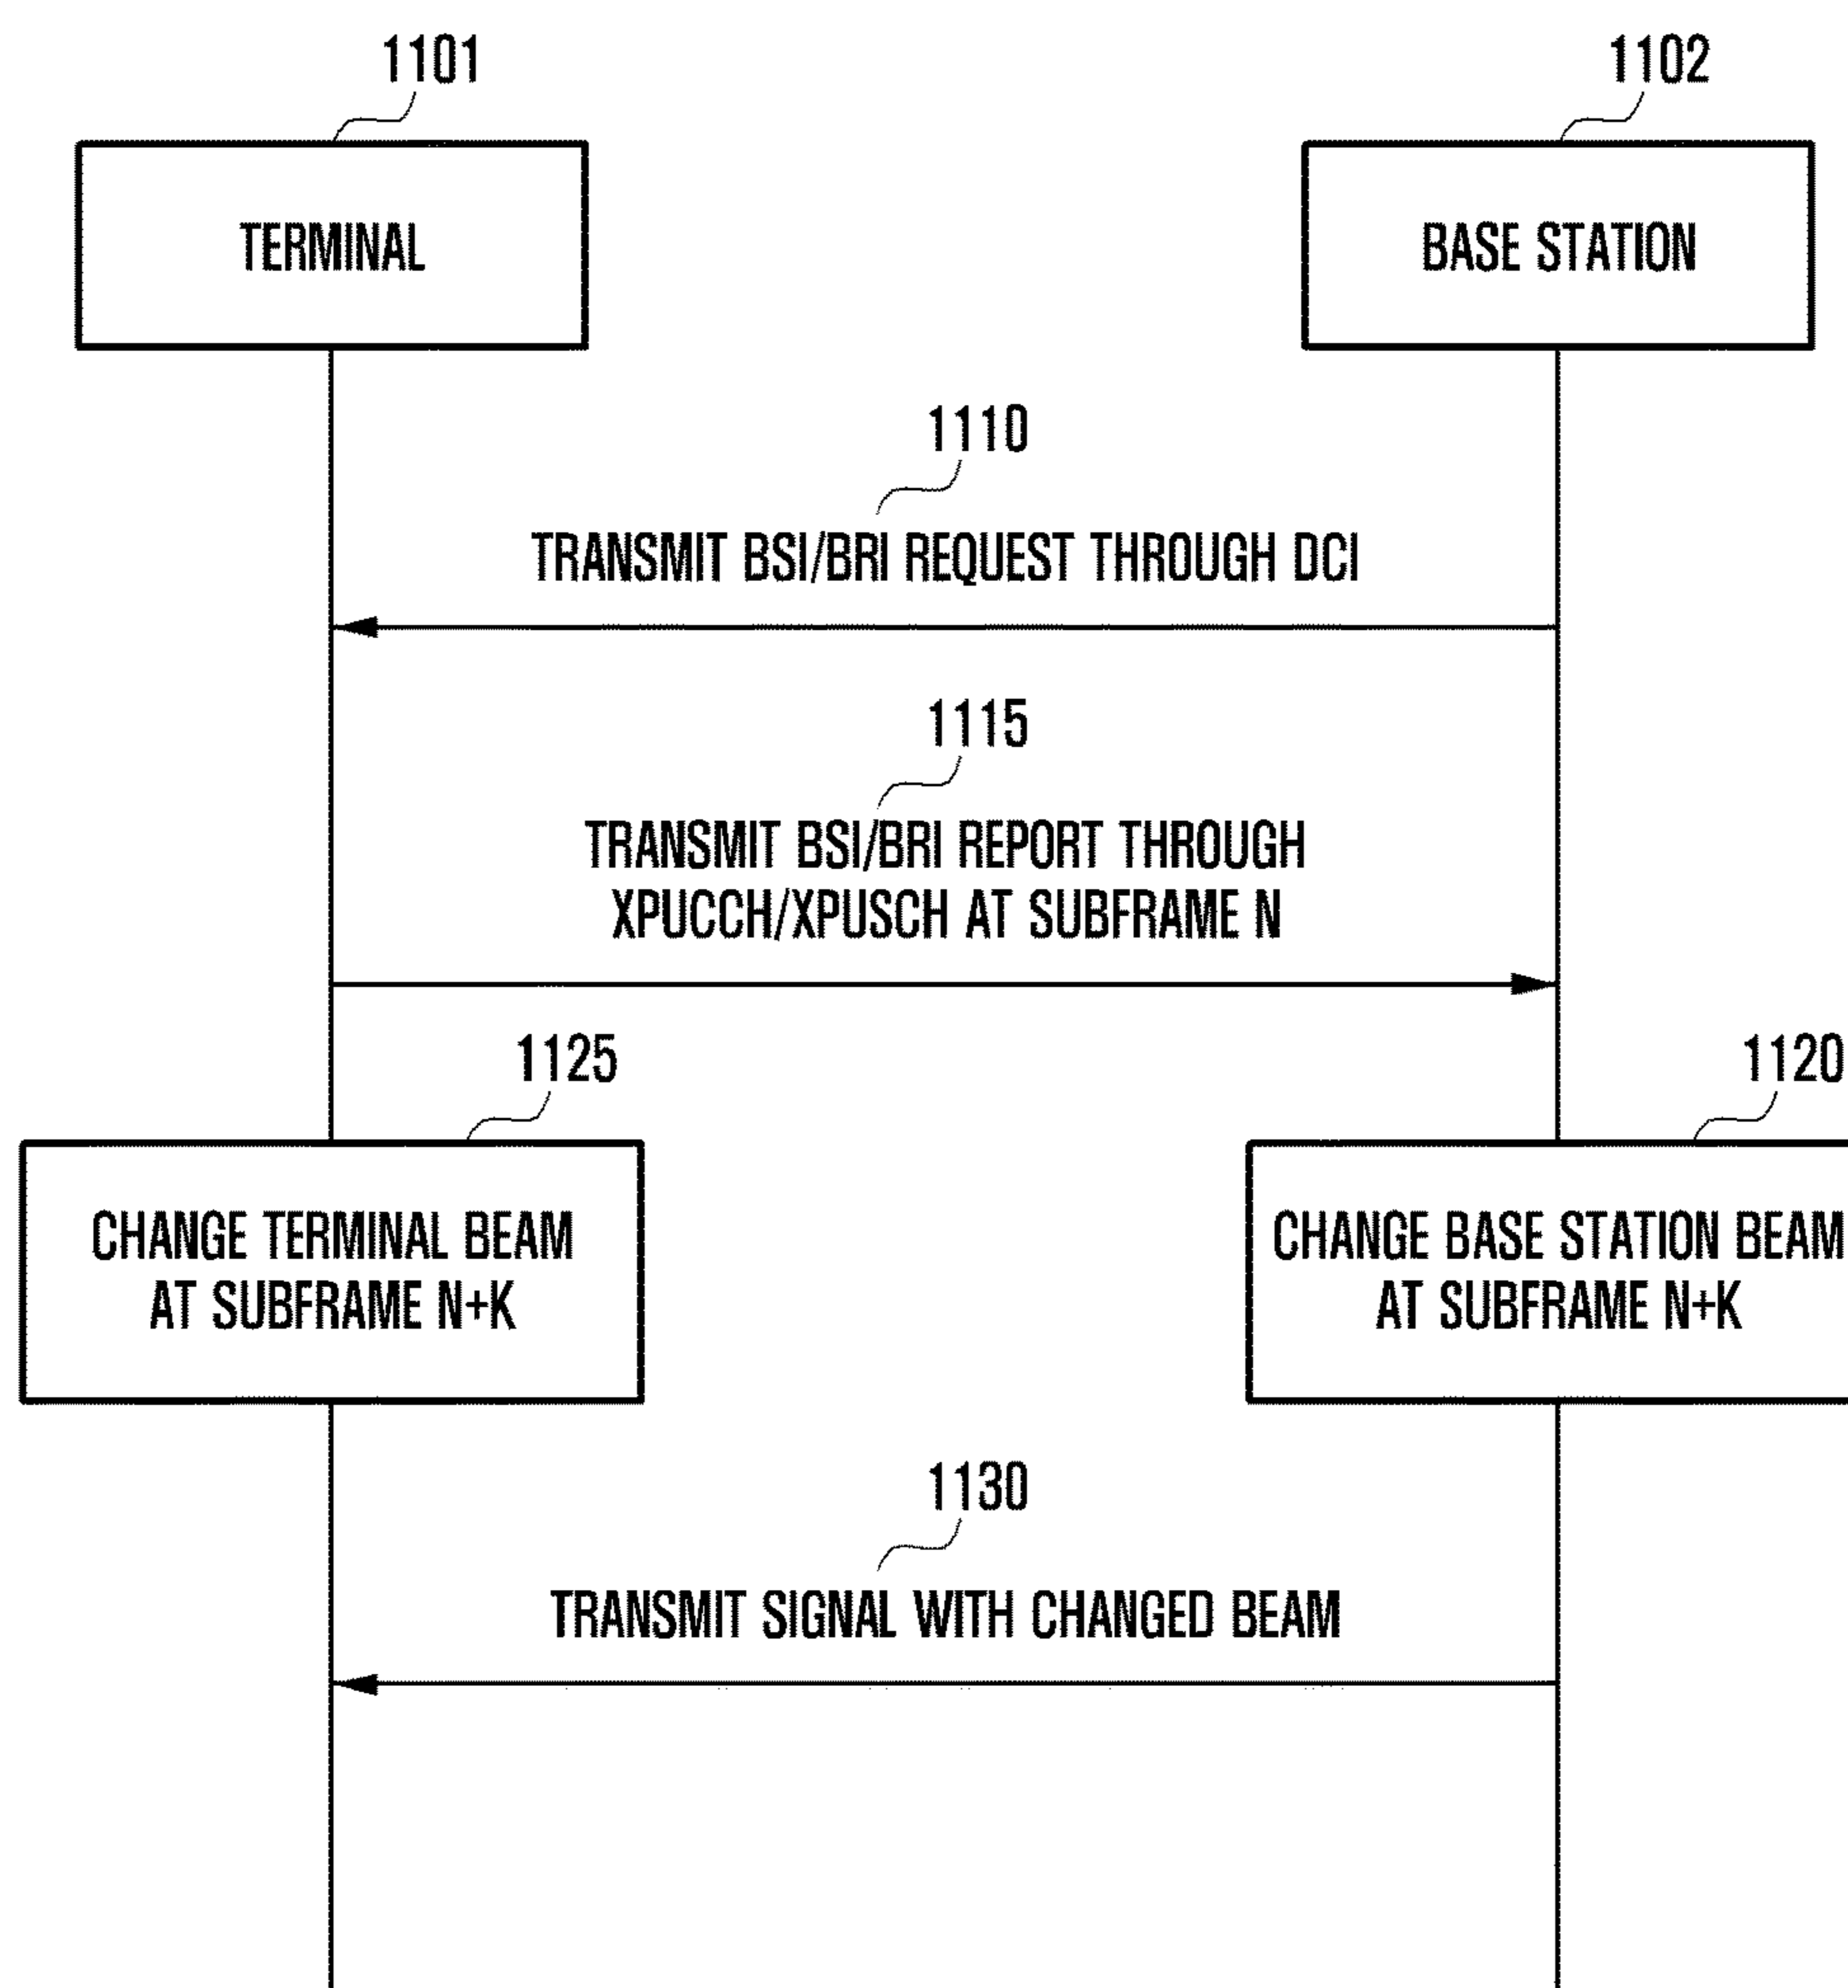 1101
1102
TERMINAL
BASE STATION
1110
TRANSMIT BSI/BRI REQUEST THROUGH DCI
1115
TRANSMIT BSI/BRI REPORT THROUGH
XPUCCH/XPUSCH AT SUBFRAME N
1125
1120
CHANGE TERMINAL BEAM
AT SUBFRAME N+K
CHANGE BASE STATION BEAM
AT SUBFRAME N+K
1130
TRANSMIT SIGNAL WITH CHANGED BEAM